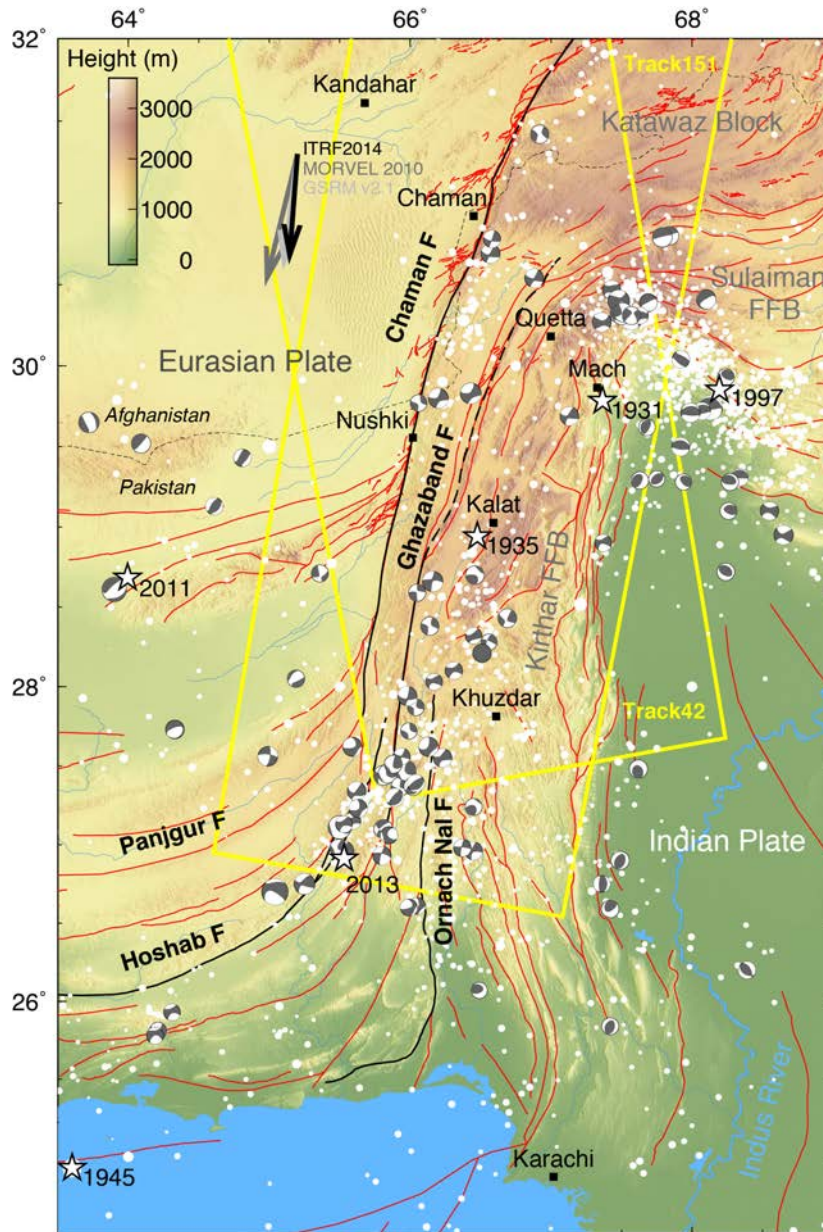 64°
66°
68°
32°
Height (m)
3000
2000
1000
0
Kandahar
ITRF2014
MORVEL 2010
GSRM v2.1
Track151
Katawaz Block
Chaman
Chaman F
Sulaiman
FFB
Quetta
30°
Eurasian Plate
Mach
1931
1997
Afghanistan
Nushki
Pakistan
Ghazaband F
Kalat
1935
2011
Kirthar FFB
28°
Khuzdar
Track42
Panjgur F
Indian Plate
2013
Ornach Nal F
Hoshab F
26°
Indus River
Karachi
1945